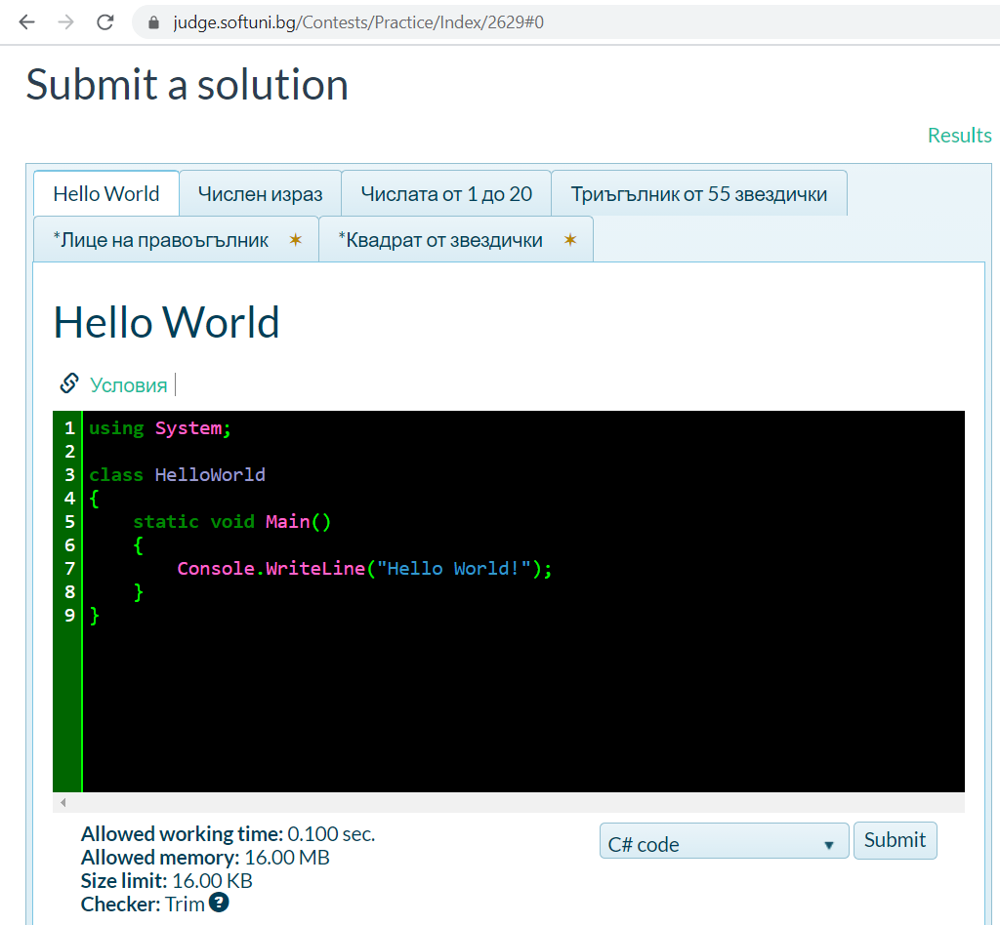 judge.softuni.bg/Contests/Practice/Index/2629#0
Submit a solution
Results
Hello World
Числен израз
Числата от 1 до 20
Триъгълник от 55 звездички
*Лице на правоъгълник ✶
*Квадрат от звездички ✶
Hello World
Условия
1 using System;
2
3 class HelloWorld
4 {
5     static void Main()
6     {
7         Console.WriteLine("Hello World!");
8     }
9 }
Allowed working time: 0.100 sec.
Allowed memory: 16.00 MB
Size limit: 16.00 KB
Checker: Trim ?
C# code
Submit